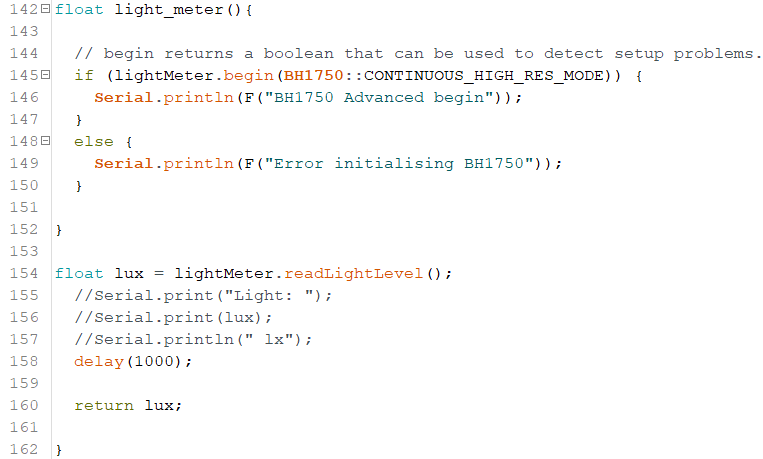 142 float light_meter(){
143
144   // begin returns a boolean that can be used to detect setup problems.
145   if (lightMeter.begin(BH1750::CONTINUOUS_HIGH_RES_MODE)) {
146     Serial.println(F("BH1750 Advanced begin"));
147   }
148   else {
149     Serial.println(F("Error initialising BH1750"));
150   }
151
152 }
153
154 float lux = lightMeter.readLightLevel();
155   //Serial.print("Light: ");
156   //Serial.print(lux);
157   //Serial.println(" lx");
158   delay(1000);
159
160   return lux;
161
162 }